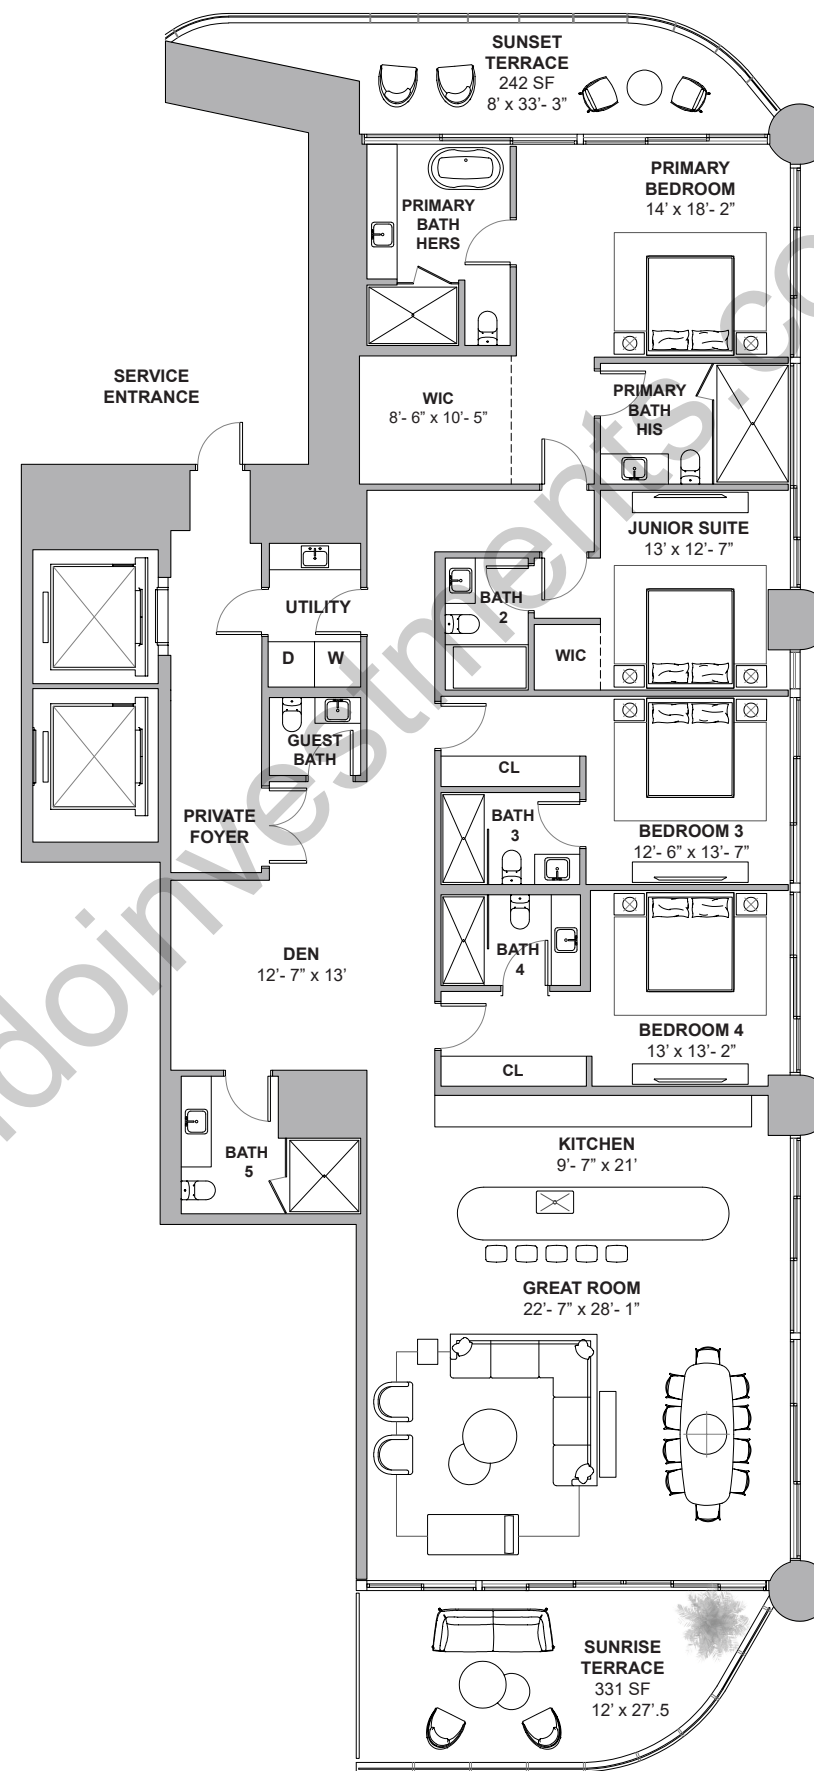 SUNSET
TERRACE
242 SF
8' x 33'- 3”
PRIMARY
BEDROOM
14' x 18'- 2”
PRIMARY
BATH
HERS
SERVICE
ENTRANCE
WIC
8'- 6” x 10'- 5”
PRIMARY
BATH
HIS
JUNIOR SUITE
13' x 12'- 7”
UTILITY
BATH
2
D W
WIC
GUEST
BATH
CL
PRIVATE
FOYER
BATH
3
BEDROOM 3
12'- 6” x 13'- 7”
DEN
12'- 7” x 13'
BATH
4
BEDROOM 4
13' x 13'- 2”
CL
BATH
5
KITCHEN
9'- 7” x 21'
GREAT ROOM
22'- 7” x 28'- 1”
SUNRISE
TERRACE
331 SF
12' x 27'.5
doinvestments.co